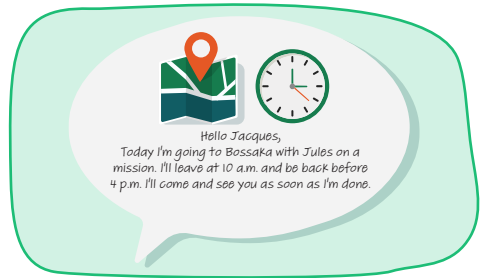 Hello Jacques,
Today I'm going to Bossaka with Jules on a
mission. I'll leave at 10 a.m. and be back before
4 p.m. I'll come and see you as soon as I'm done.